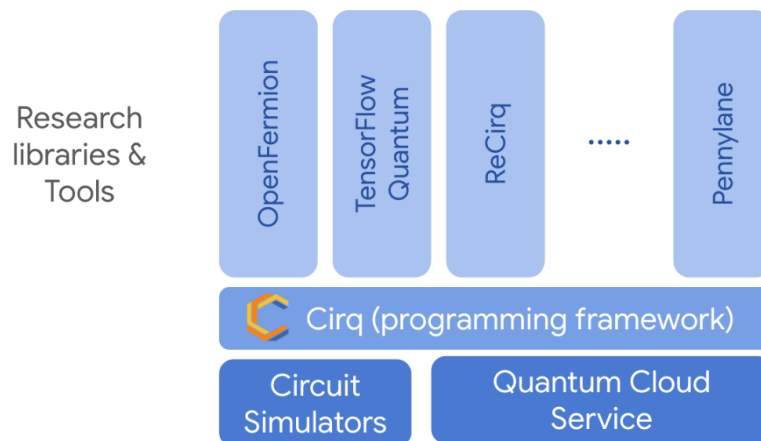 Research
libraries &
Tools
OpenFermion
TensorFlow
Quantum
ReCirq
.....
Pennylane
Cirq (programming framework)
Circuit
Simulators
Quantum Cloud
Service